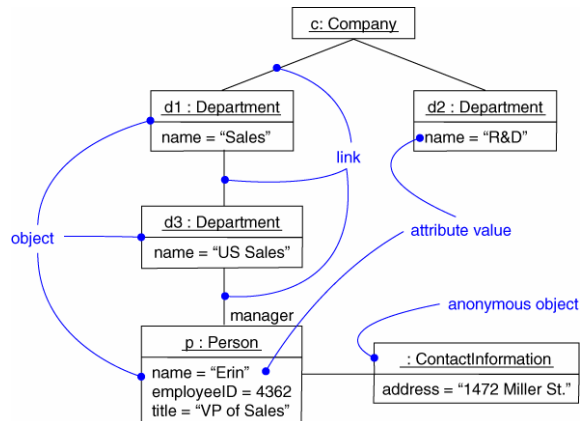 c: Company
d1 : Department
name = “Sales”
d2 : Department
name = “R&D”
link
d3 : Department
name = “US Sales”
object
attribute value
manager
anonymous object
p : Person
name = “Erin”
employeeID = 4362
title = “VP of Sales”
: ContactInformation
address = “1472 Miller St.”